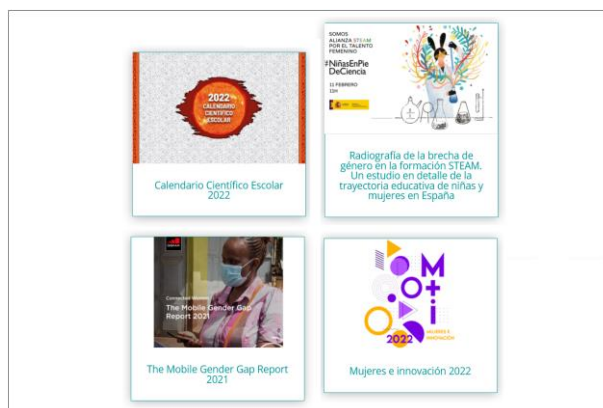 2022
CALENDARIO
CIENTÍFICO
ESCOLAR
Calendario Científico Escolar
2022
SOMOS
ALIANZA STEAM
POR EL TALENTO
FEMENINO
#NiñasEnPie
DeCiencia
11 FEBRERO
12H
Radiografía de la brecha de
género en la formación STEAM.
Un estudio en detalle de la
trayectoria educativa de niñas y
mujeres en España
Connected Women
The Mobile Gender Gap
Report 2021
The Mobile Gender Gap Report
2021
M+i
2022
MUJERES E
INNOVACIÓN
Mujeres e innovación 2022